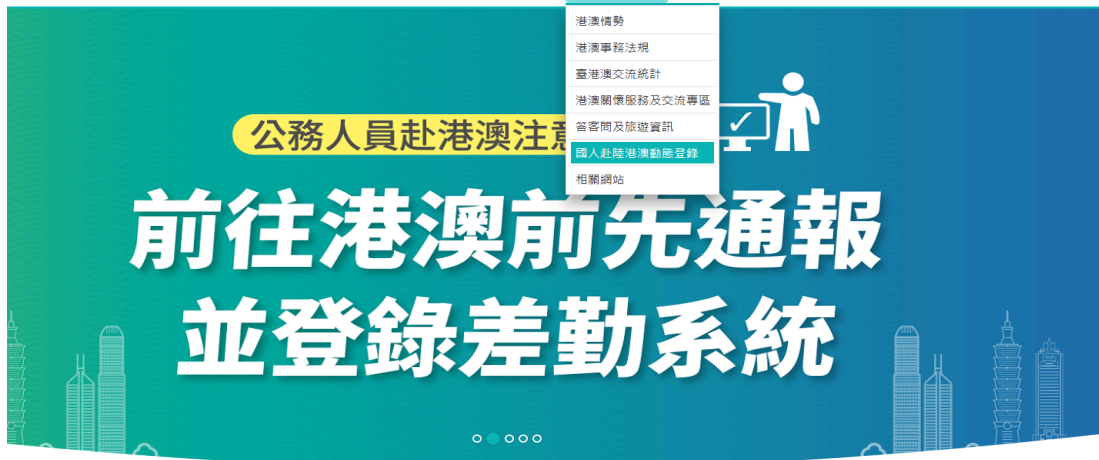 港澳情勢
港澳事務法規
臺港澳交流統計
港澳關懷服務及交流專區
答客問及旅遊資訊
國人赴陸港澳動態登錄
相關網站
公務人員赴港澳注意
前往港澳前先通報
並登錄差勤系統